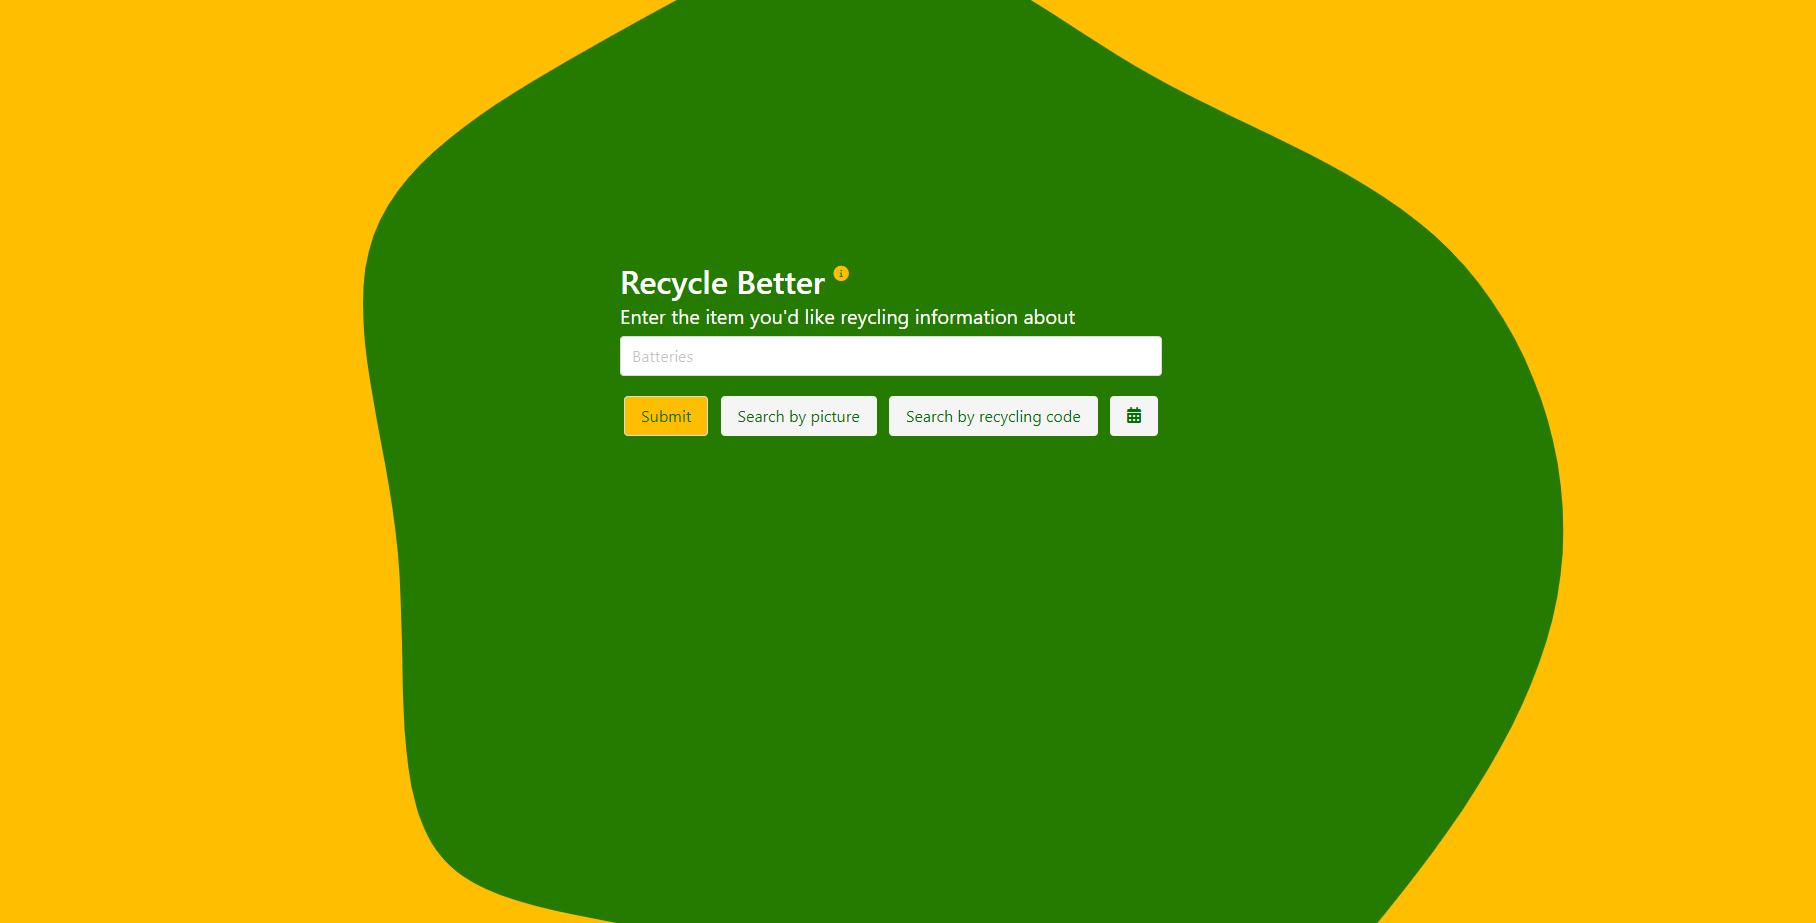 Recycle Better
Enter the item you'd like reycling information about
Batteries
Submit Search by picture Search by recycling code